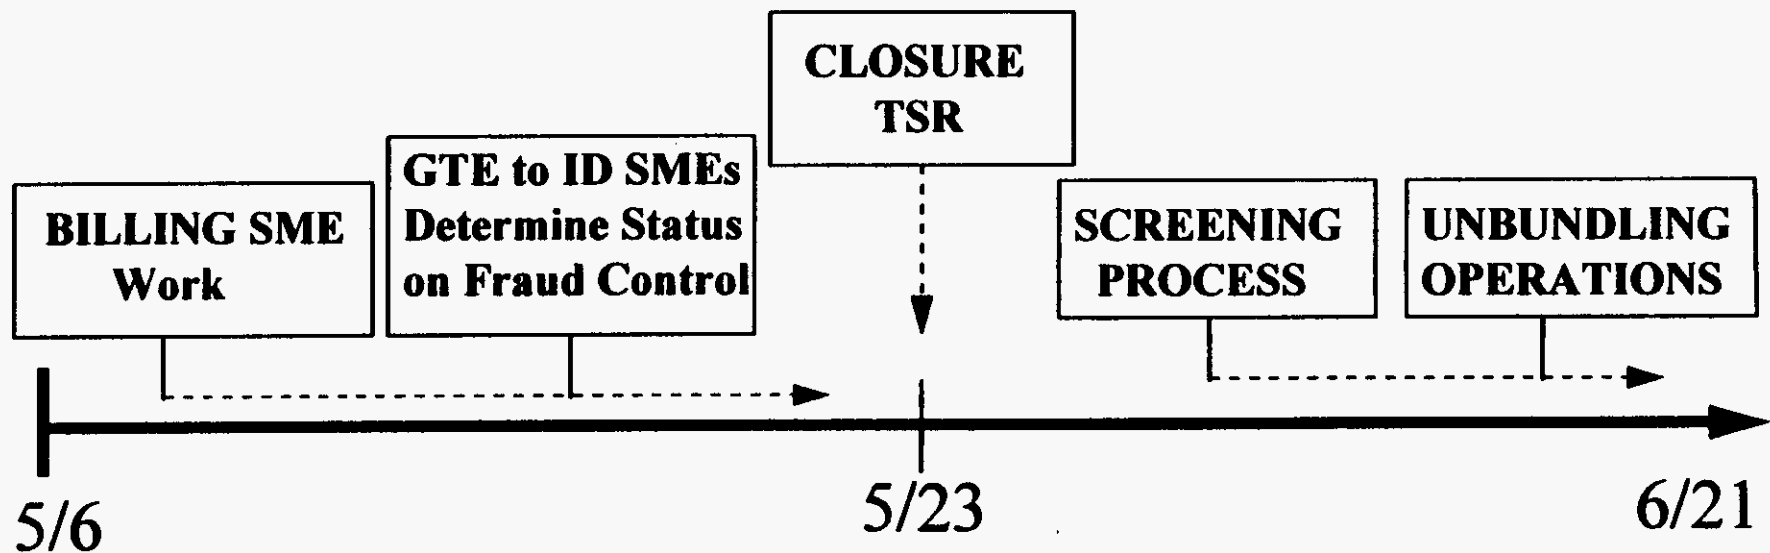 CLOSURE
TSR
GTE to ID SMEs
Determine Status
on Fraud Control
BILLING SME
Work
SCREENING
PROCESS
UNBUNDLING
OPERATIONS
5/6
5/23
6/21